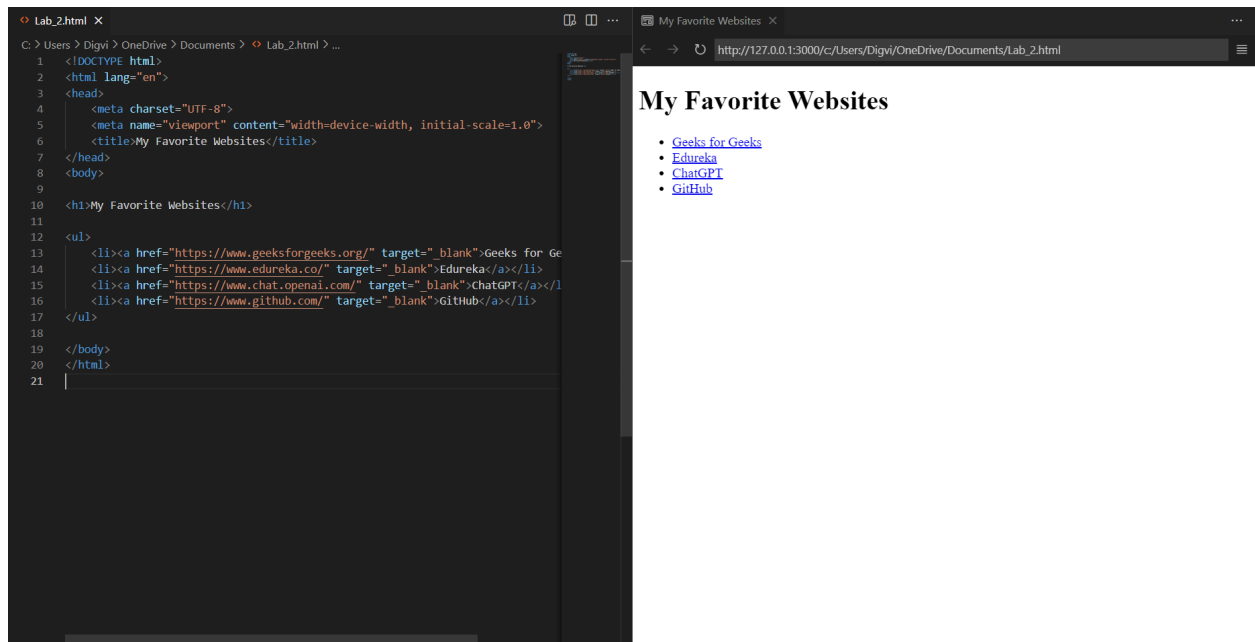 Lab_2.html
C: > Users > Digvi > OneDrive > Documents > Lab_2.html > ...
1 <!DOCTYPE html>
2 <html lang="en">
3 <head>
4 <meta charset="UTF-8">
5 <meta name="viewport" content="width=device-width, initial-scale=1.0">
6 <title>My Favorite Websites</title>
7 </head>
8 <body>
9
10 <h1>My Favorite Websites</h1>
11
12 <ul>
13 <li><a href="https://www.geeksforgeeks.org/" target="_blank">Geeks for Ge
14 <li><a href="https://www.edureka.co/" target="_blank">Edureka</a></li>
15 <li><a href="https://www.chat.openai.com/" target="_blank">ChatGPT</a></l
16 <li><a href="https://www.github.com/" target="_blank">GitHub</a></li>
17 </ul>
18
19 </body>
20 </html>
21
My Favorite Websites
http://127.0.0.1:3000/c:/Users/Digvi/OneDrive/Documents/Lab_2.html
My Favorite Websites
Geeks for Geeks
Edureka
ChatGPT
GitHub